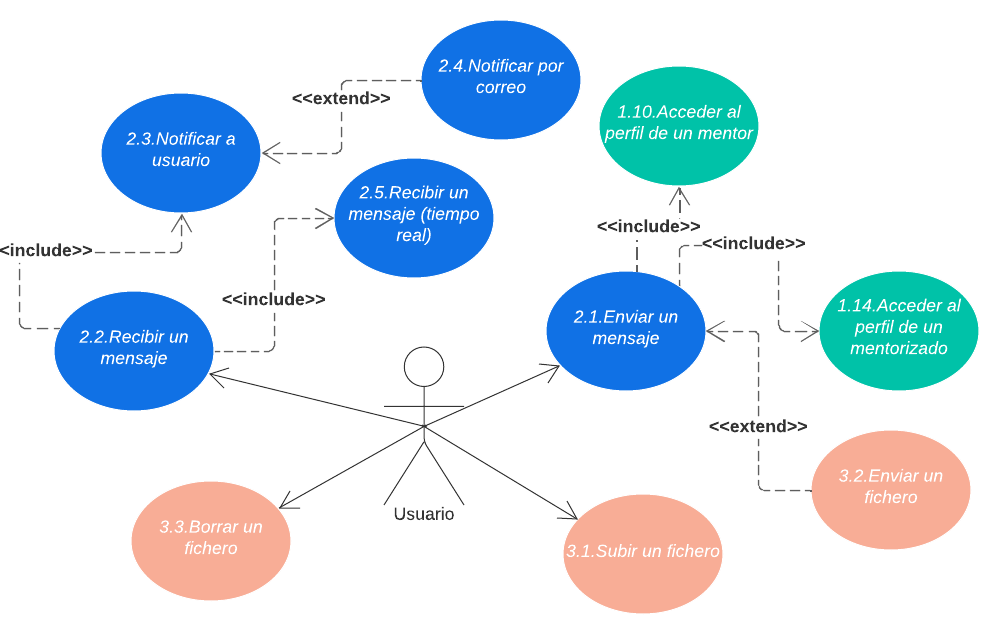 2.4.Notificar por
correo
<<extend>>
1.10.Acceder al
perfil de un mentor
2.3.Notificar a
usuario
2.5.Recibir un
mensaje (tiempo
real)
<<include>>
<<include>>
<include>>
<<include>>
2.2.Recibir un
mensaje
2.1.Enviar un
mensaje
1.14.Acceder al
perfil de un
mentorizado
<<extend>>
3.2.Enviar un
fichero
Usuario
3.3.Borrar un
fichero
3.1.Subir un fichero